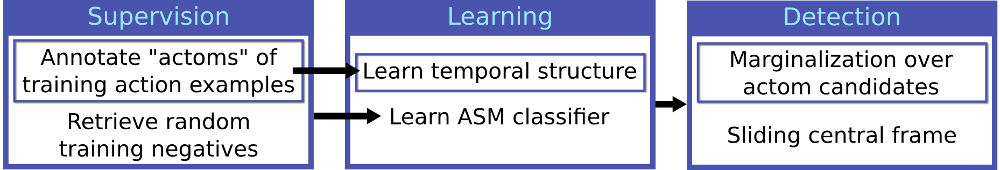 Supervision
Annotate "actoms" of
training action examples
Retrieve random
training negatives
Learning
Learn temporal structure
Learn ASM classifier
Detection
Marginalization over
actom candidates
Sliding central frame